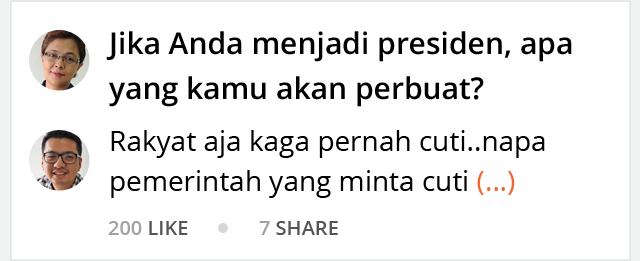 Jika Anda menjadi presiden, apa
yang kamu akan perbuat?
Rakyat aja kaga pernah cuti..napa
pemerintah yang minta cuti (...)
200 LIKE
7 SHARE